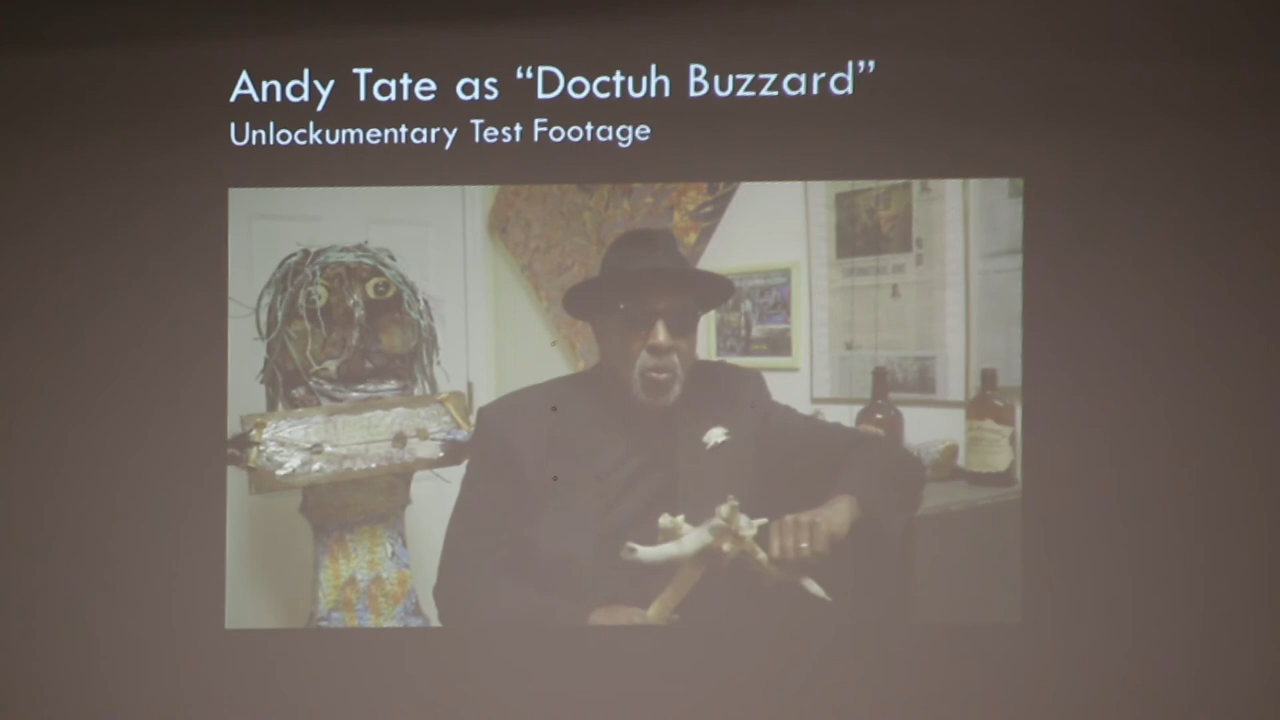 Andy Tate as “Doctuh Buzzard”
Unlockumentary Test Footage